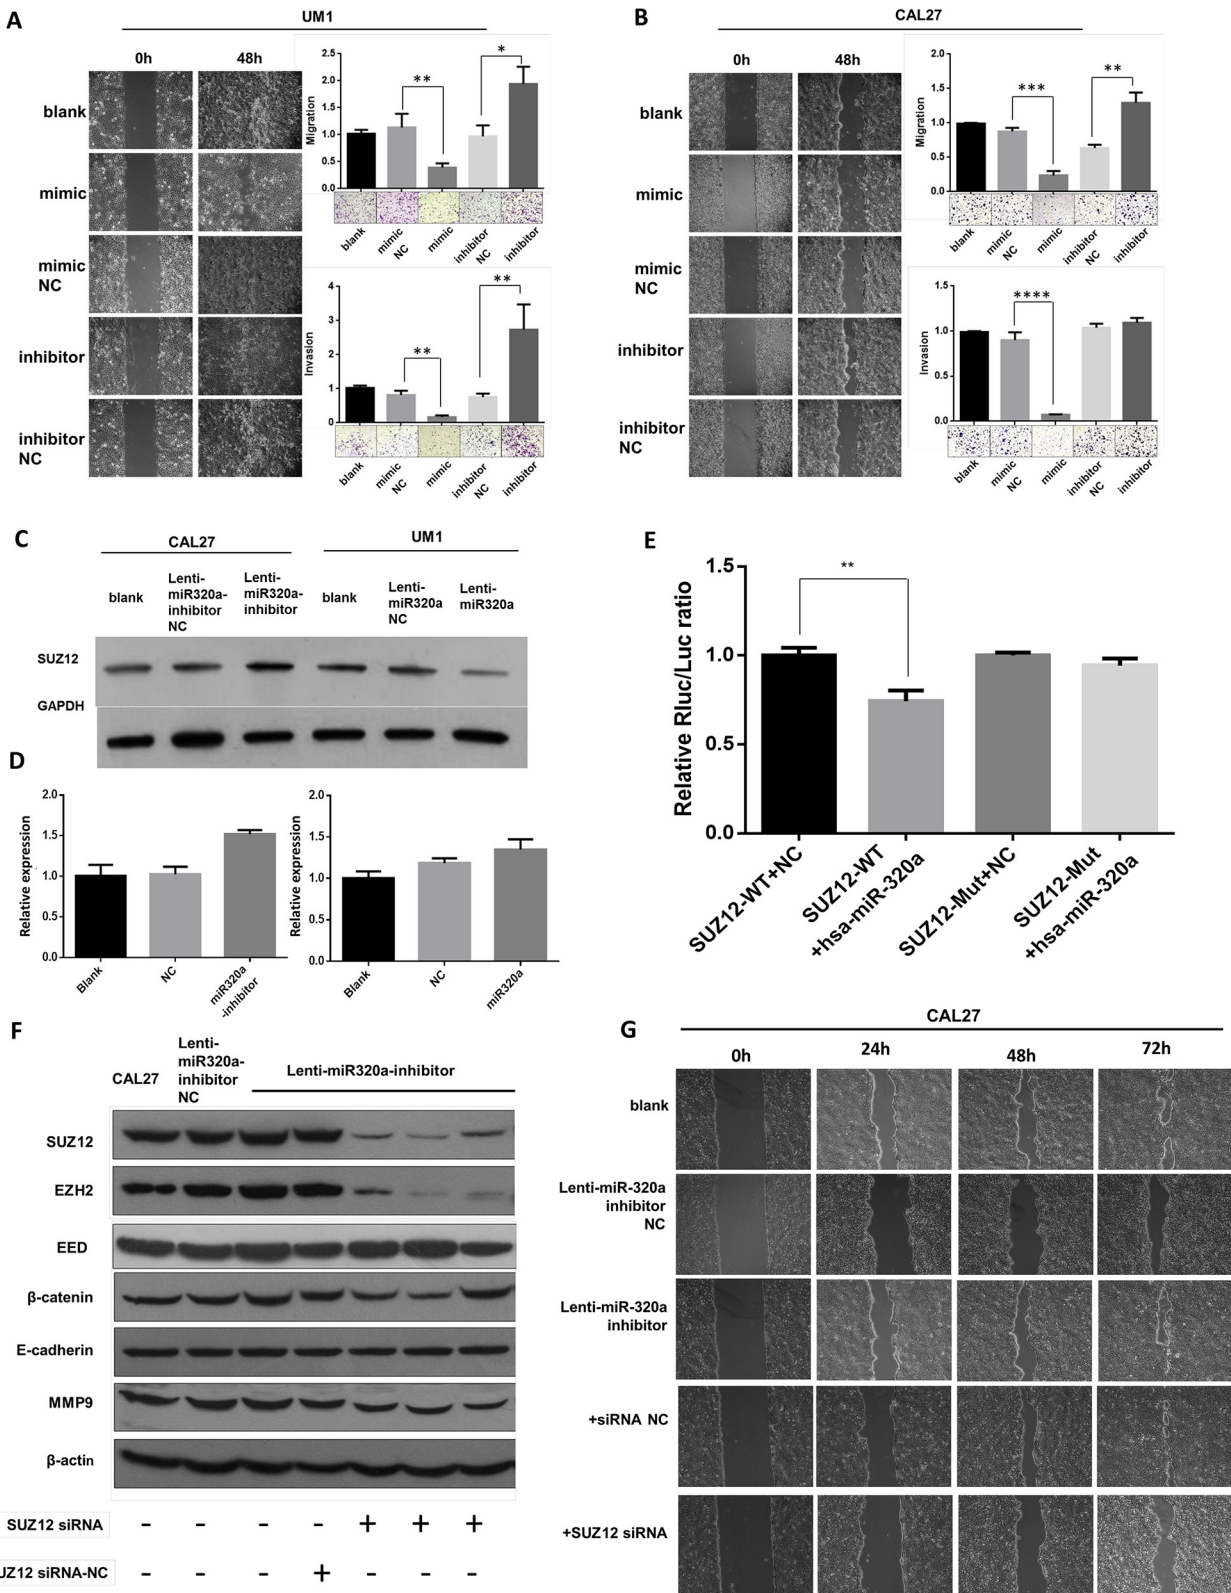 A
UM1
0h
48h
blank
mimic
mimic
NC
inhibitor
inhibitor
NC
Migration
2.5
2.0
1.5
1.0
0.5
0.0
**
*
blank
mimic
NC
mimic
inhibitor
NC
inhibitor
Invasion
4
3
2
1
0
**
**
blank
mimic
NC
mimic
inhibitor
NC
inhibitor
B
CAL27
0h
48h
blank
mimic
mimic
NC
inhibitor
inhibitor
NC
Migration
2.0
1.5
1.0
0.5
0.0
***
**
blank
mimic
NC
mimic
inhibitor
NC
inhibitor
Invasion
1.5
1.0
0.5
0.0
****
blank
mimic
NC
mimic
inhibitor
NC
inhibitor
C
CAL27
UM1
blank
Lenti-
miR320a-
inhibitor
NC
Lenti-
miR320a-
inhibitor
blank
Lenti-
miR320a
NC
Lenti-
miR320a
SUZ12
GAPDH
D
Relative expression
2.0
1.5
1.0
0.5
0.0
Blank
NC
miR320a
-inhibitor
Relative expression
2.0
1.5
1.0
0.5
0.0
Blank
NC
miR320a
E
Relative Rluc/Luc ratio
1.5
1.0
0.5
0.0
**
SUZ12-WT+NC
SUZ12-WT
+hsa-miR-320a
SUZ12-Mut+NC
SUZ12-Mut
+hsa-miR-320a
F
CAL27
Lenti-
miR320a-
inhibitor
NC
Lenti-miR320a-inhibitor
SUZ12
EZH2
EED
β-catenin
E-cadherin
MMP9
β-actin
SUZ12 siRNA - - - - + + +
UZ12 siRNA-NC - - - + - - -
G
CAL27
0h
24h
48h
72h
blank
Lenti-miR-320a
inhibitor
NC
Lenti-miR-320a
inhibitor
+siRNA NC
+SUZ12 siRNA